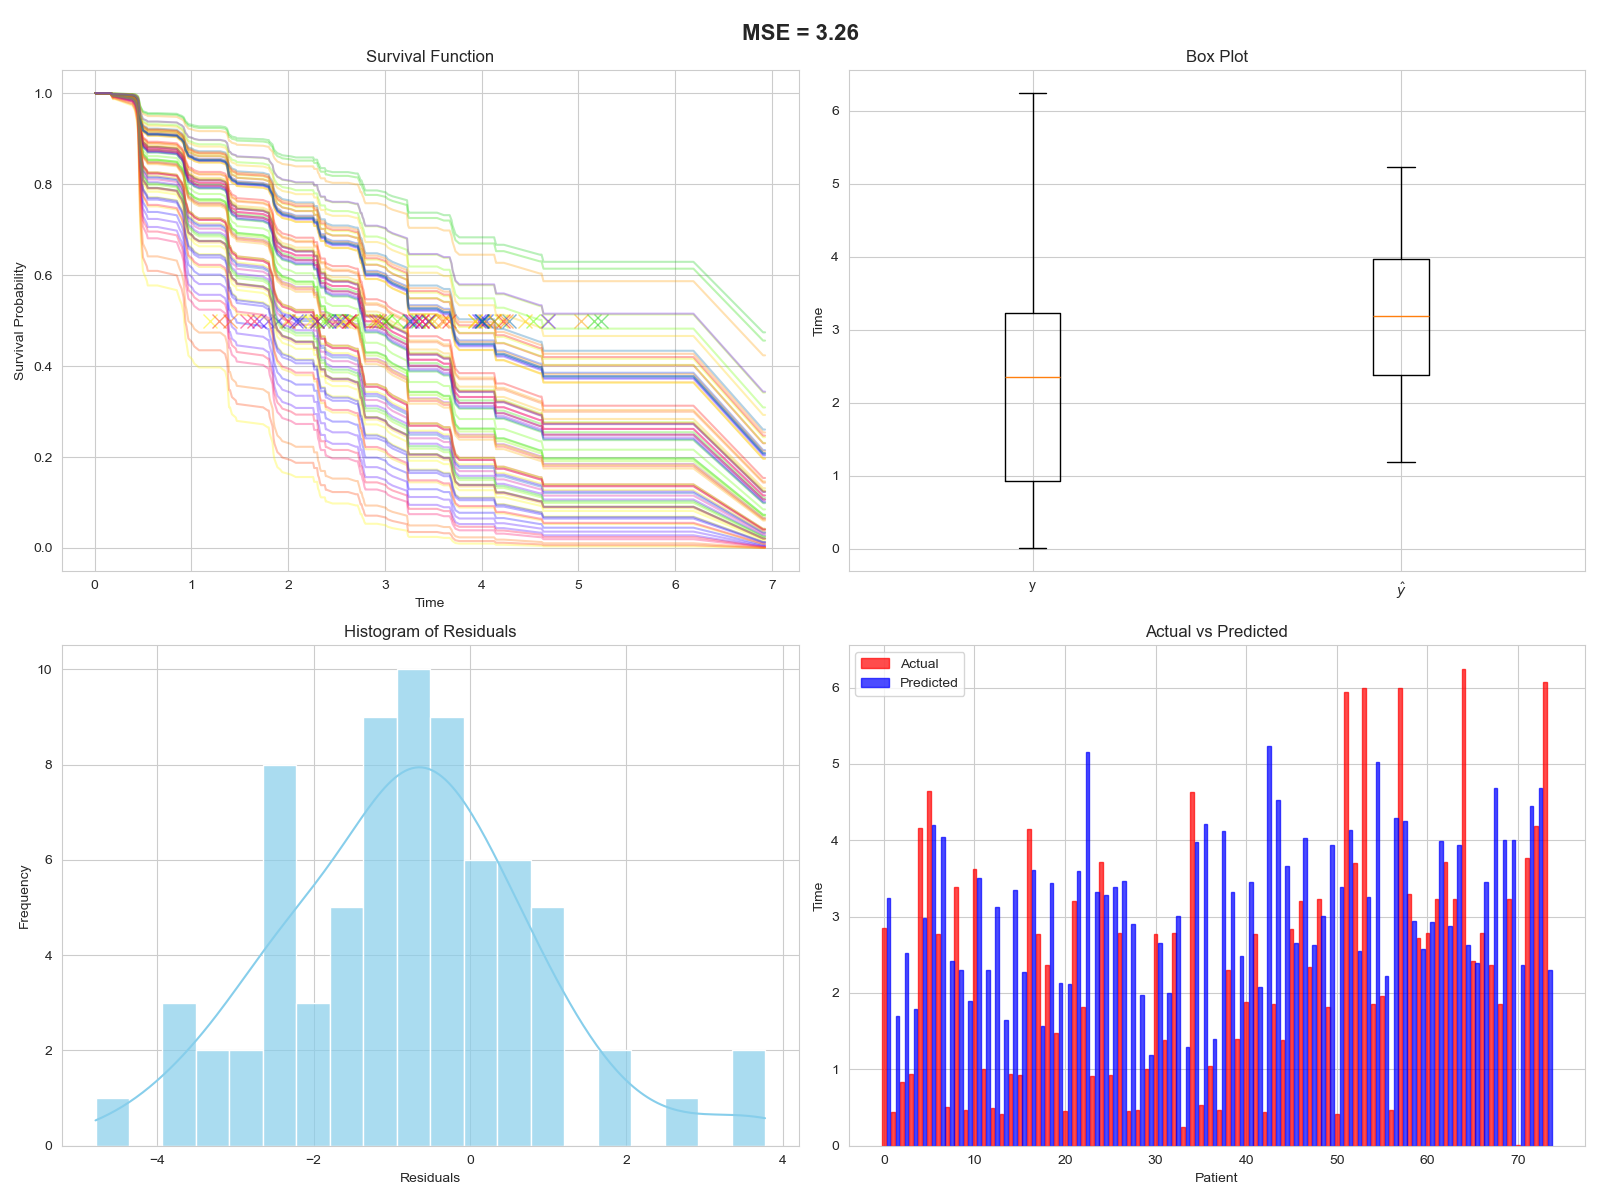 MSE = 3.26
Survival Function
Survival Probability
1.0
0.8
0.6
0.4
0.2
0.0
0 1 2 3 4 5 6 7
Time
Box Plot
Time
6
5
4
3
2
1
0
y ŷ
Histogram of Residuals
Frequency
10
8
6
4
2
0
−4 −2 0 2 4
Residuals
Actual vs Predicted
Actual
Predicted
Time
6
5
4
3
2
1
0
0 10 20 30 40 50 60 70
Patient